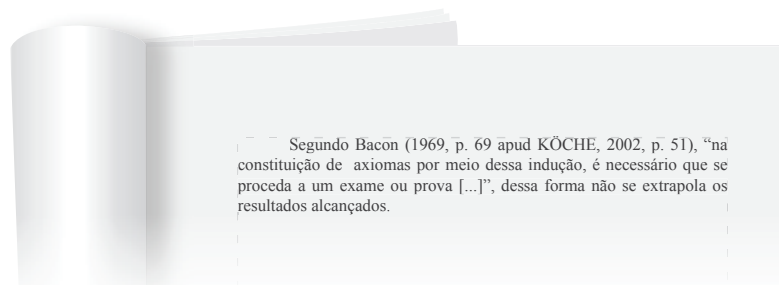 Segundo Bacon (1969, p. 69 apud KÖCHE, 2002, p. 51), “na
constituição de axiomas por meio dessa indução, é necessário que se
proceda a um exame ou prova [...]”, dessa forma não se extrapola os
resultados alcançados.